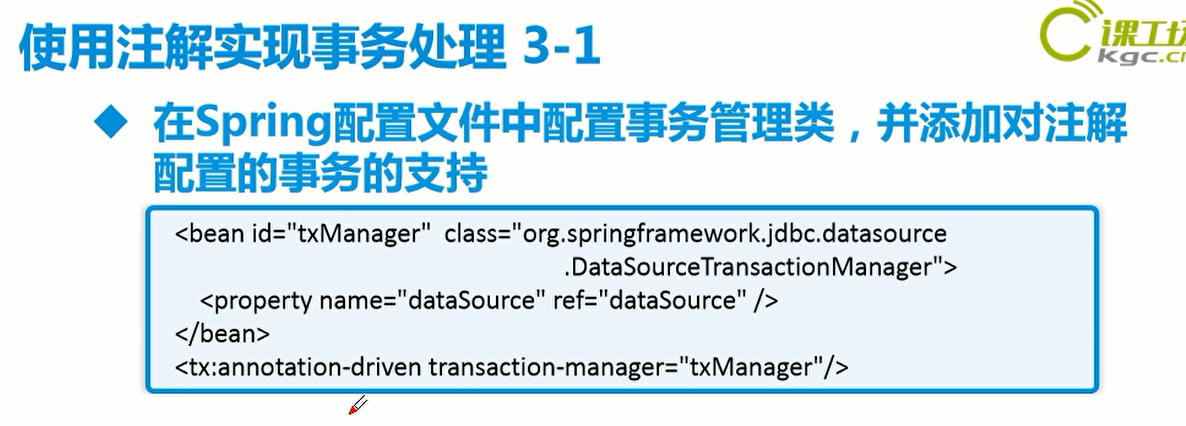 使用注解实现事务处理 3-1
课工场
kgc.cn
在Spring配置文件中配置事务管理类，并添加对注解
配置的事务的支持
<bean id="txManager" class="org.springframework.jdbc.datasource
.DataSourceTransactionManager">
<property name="dataSource" ref="dataSource" />
</bean>
<tx:annotation-driven transaction-manager="txManager"/>